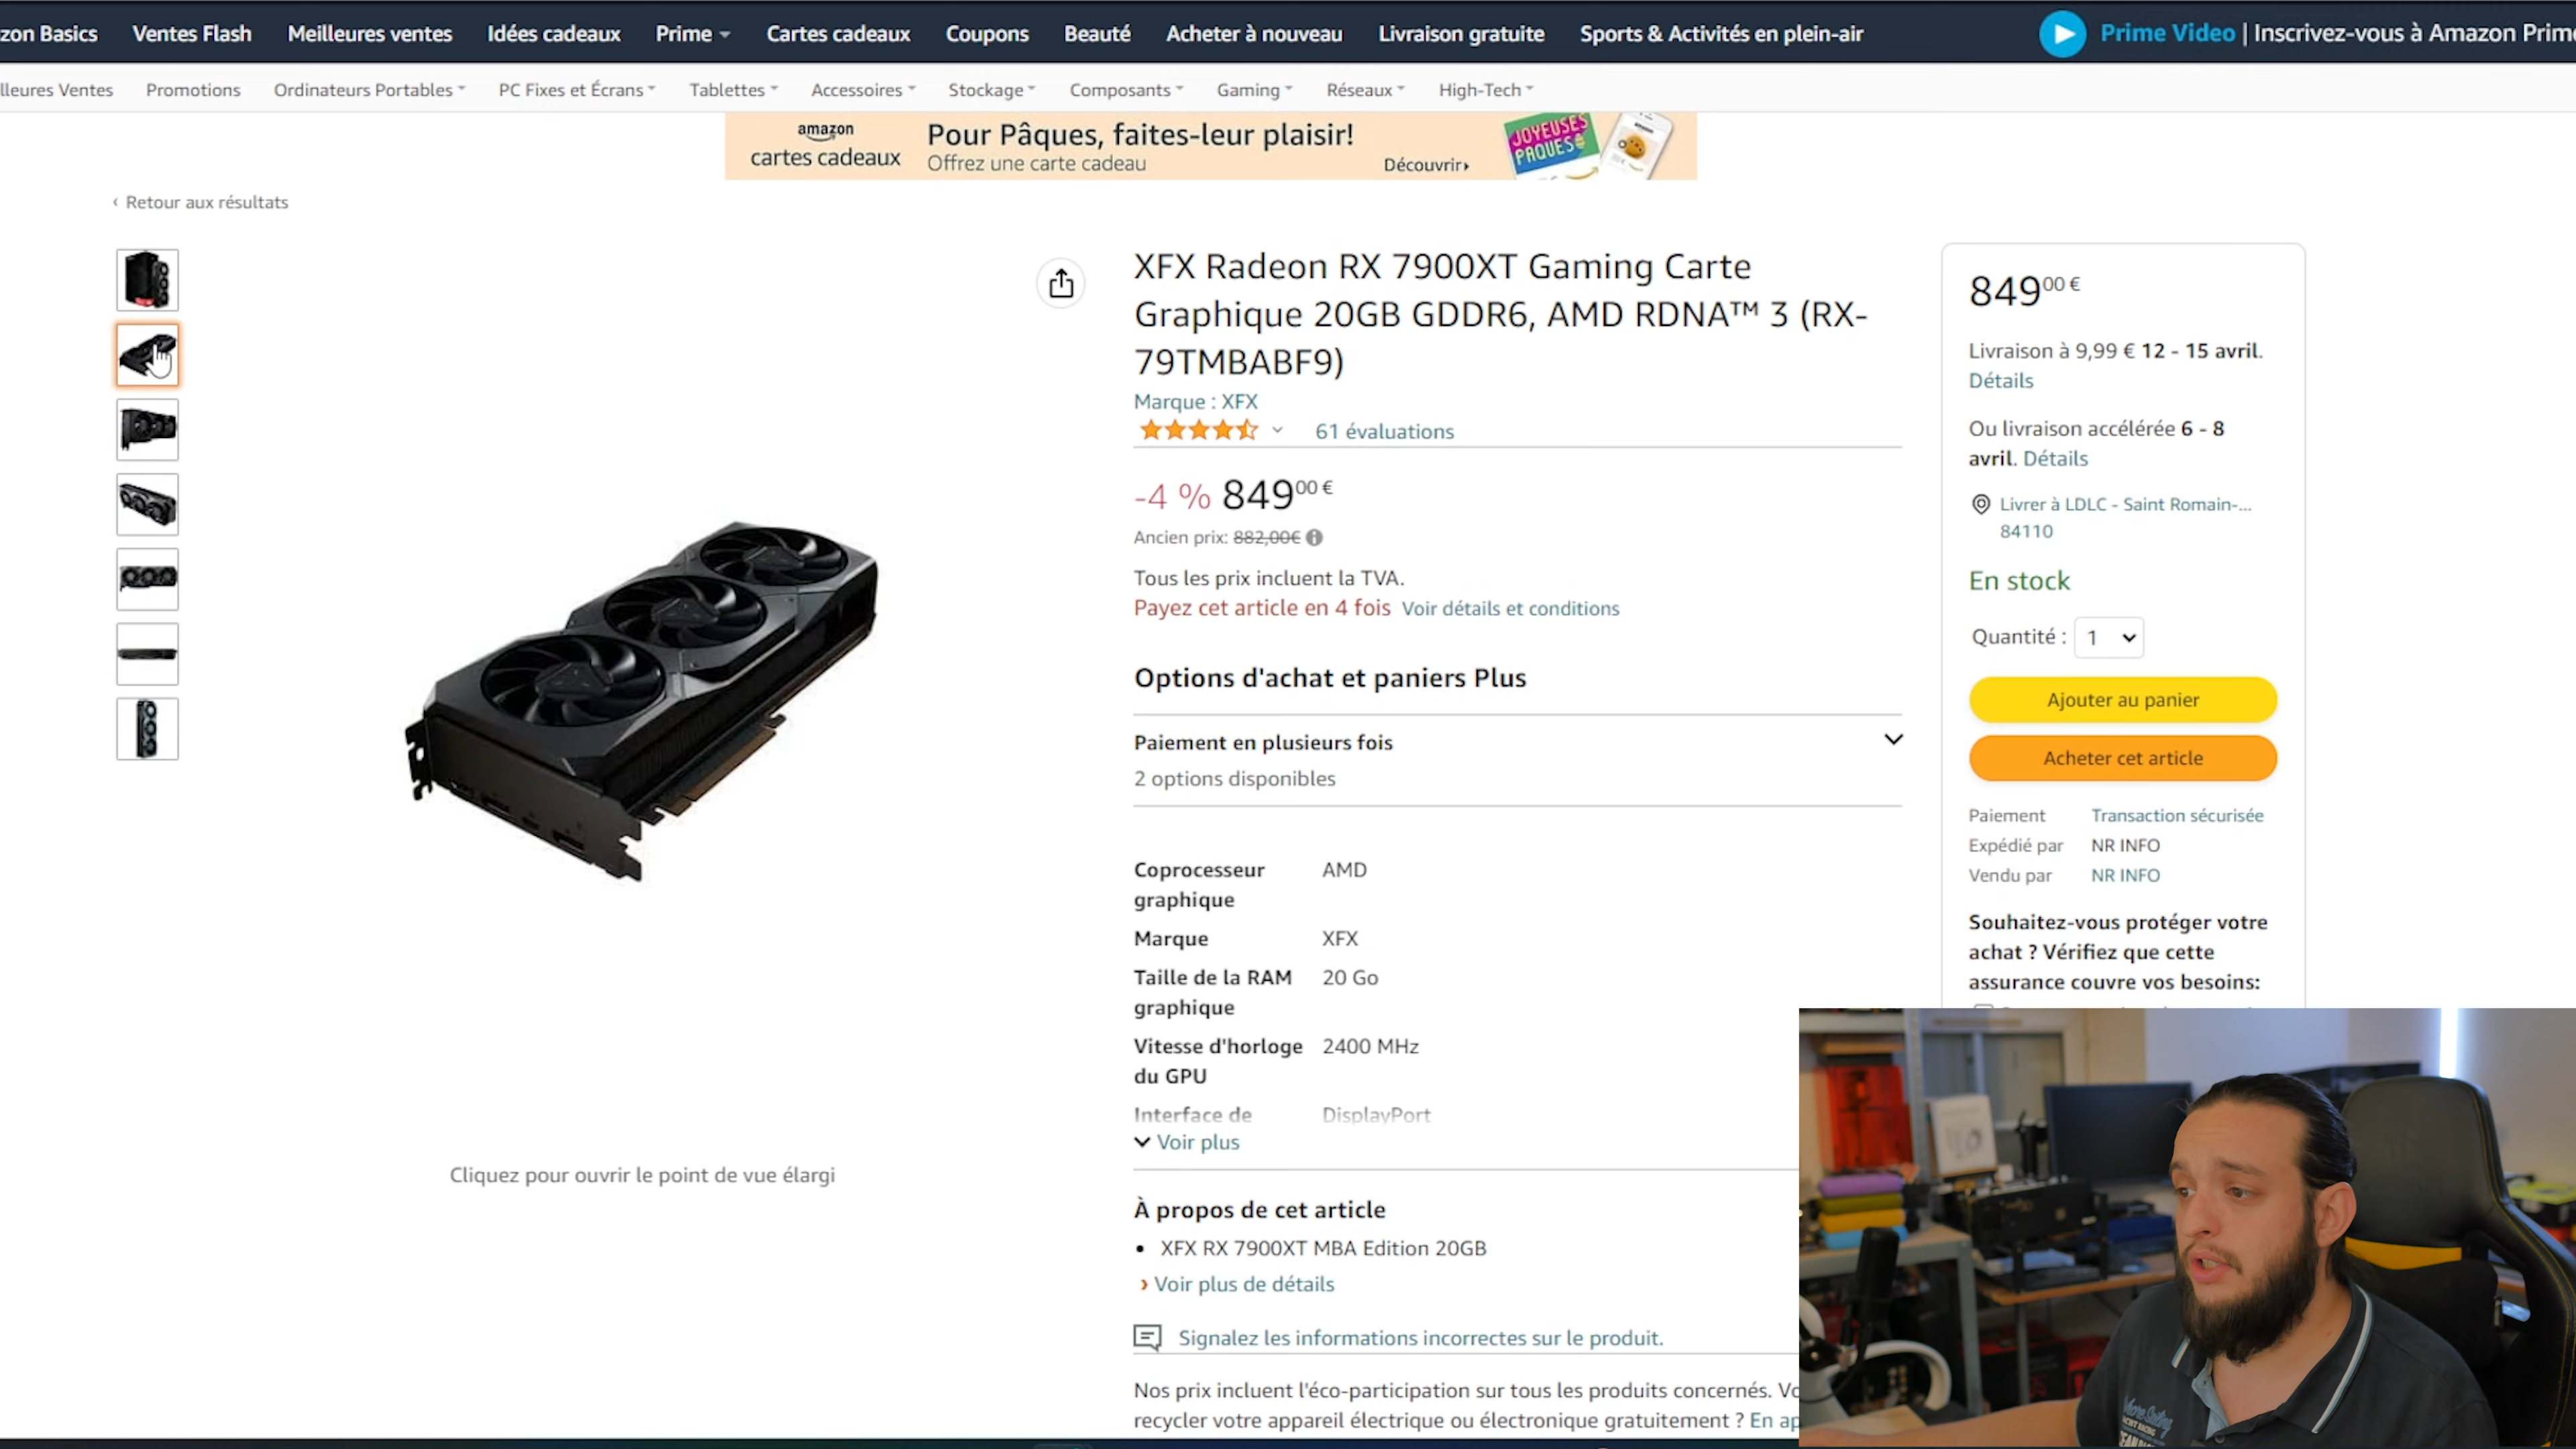 zon Basics Ventes Flash Meilleures ventes Idées cadeaux Prime Cartes cadeaux Coupons Beauté Acheter à nouveau Livraison gratuite Sports & Activités en plein-air Prime Video | Inscrivez-vous à Amazon Prime
lleures Ventes Promotions Ordinateurs Portables PC Fixes et Écrans Tablettes Accessoires Stockage Composants Gaming Réseaux High-Tech
amazon
cartes cadeaux
Pour Pâques, faites-leur plaisir!
Offrez une carte cadeau
Découvrir
JOYEUSES
PÂQUES
‹ Retour aux résultats
XFX Radeon RX 7900XT Gaming Carte
Graphique 20GB GDDR6, AMD RDNA™ 3 (RX-
79TMBABF9)
Marque : XFX
61 évaluations
-4 % 849,00 €
Ancien prix: 882,00€
Tous les prix incluent la TVA.
Payez cet article en 4 fois Voir détails et conditions
Options d'achat et paniers Plus
Paiement en plusieurs fois
2 options disponibles
Coprocesseur graphique AMD
Marque XFX
Taille de la RAM graphique 20 Go
Vitesse d'horloge du GPU 2400 MHz
Interface de DisplayPort
Voir plus
À propos de cet article
• XFX RX 7900XT MBA Edition 20GB
› Voir plus de détails
Signalez les informations incorrectes sur le produit.
Nos prix incluent l'éco-participation sur tous les produits concernés. Vo
recycler votre appareil électrique ou électronique gratuitement ? En ap
Cliquez pour ouvrir le point de vue élargi
849,00 €
Livraison à 9,99 € 12 - 15 avril.
Détails
Ou livraison accélérée 6 - 8
avril. Détails
Livrer à LDLC - Saint Romain-...
84110
En stock
Quantité : 1
Ajouter au panier
Acheter cet article
Paiement Transaction sécurisée
Expédié par NR INFO
Vendu par NR INFO
Souhaitez-vous protéger votre
achat ? Vérifiez que cette
assurance couvre vos besoins: